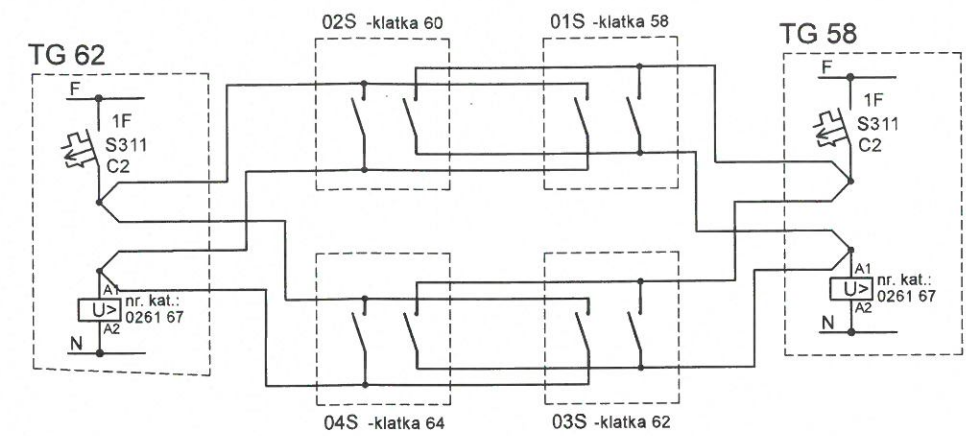 02S -klatka 60
01S -klatka 58
TG 62
TG 58
F
1F
S311
C2
A1
U>
A2
nr. kat.:
0261 67
N
F
1F
S311
C2
A1
U>
A2
nr. kat.:
0261 67
N
04S -klatka 64
03S -klatka 62